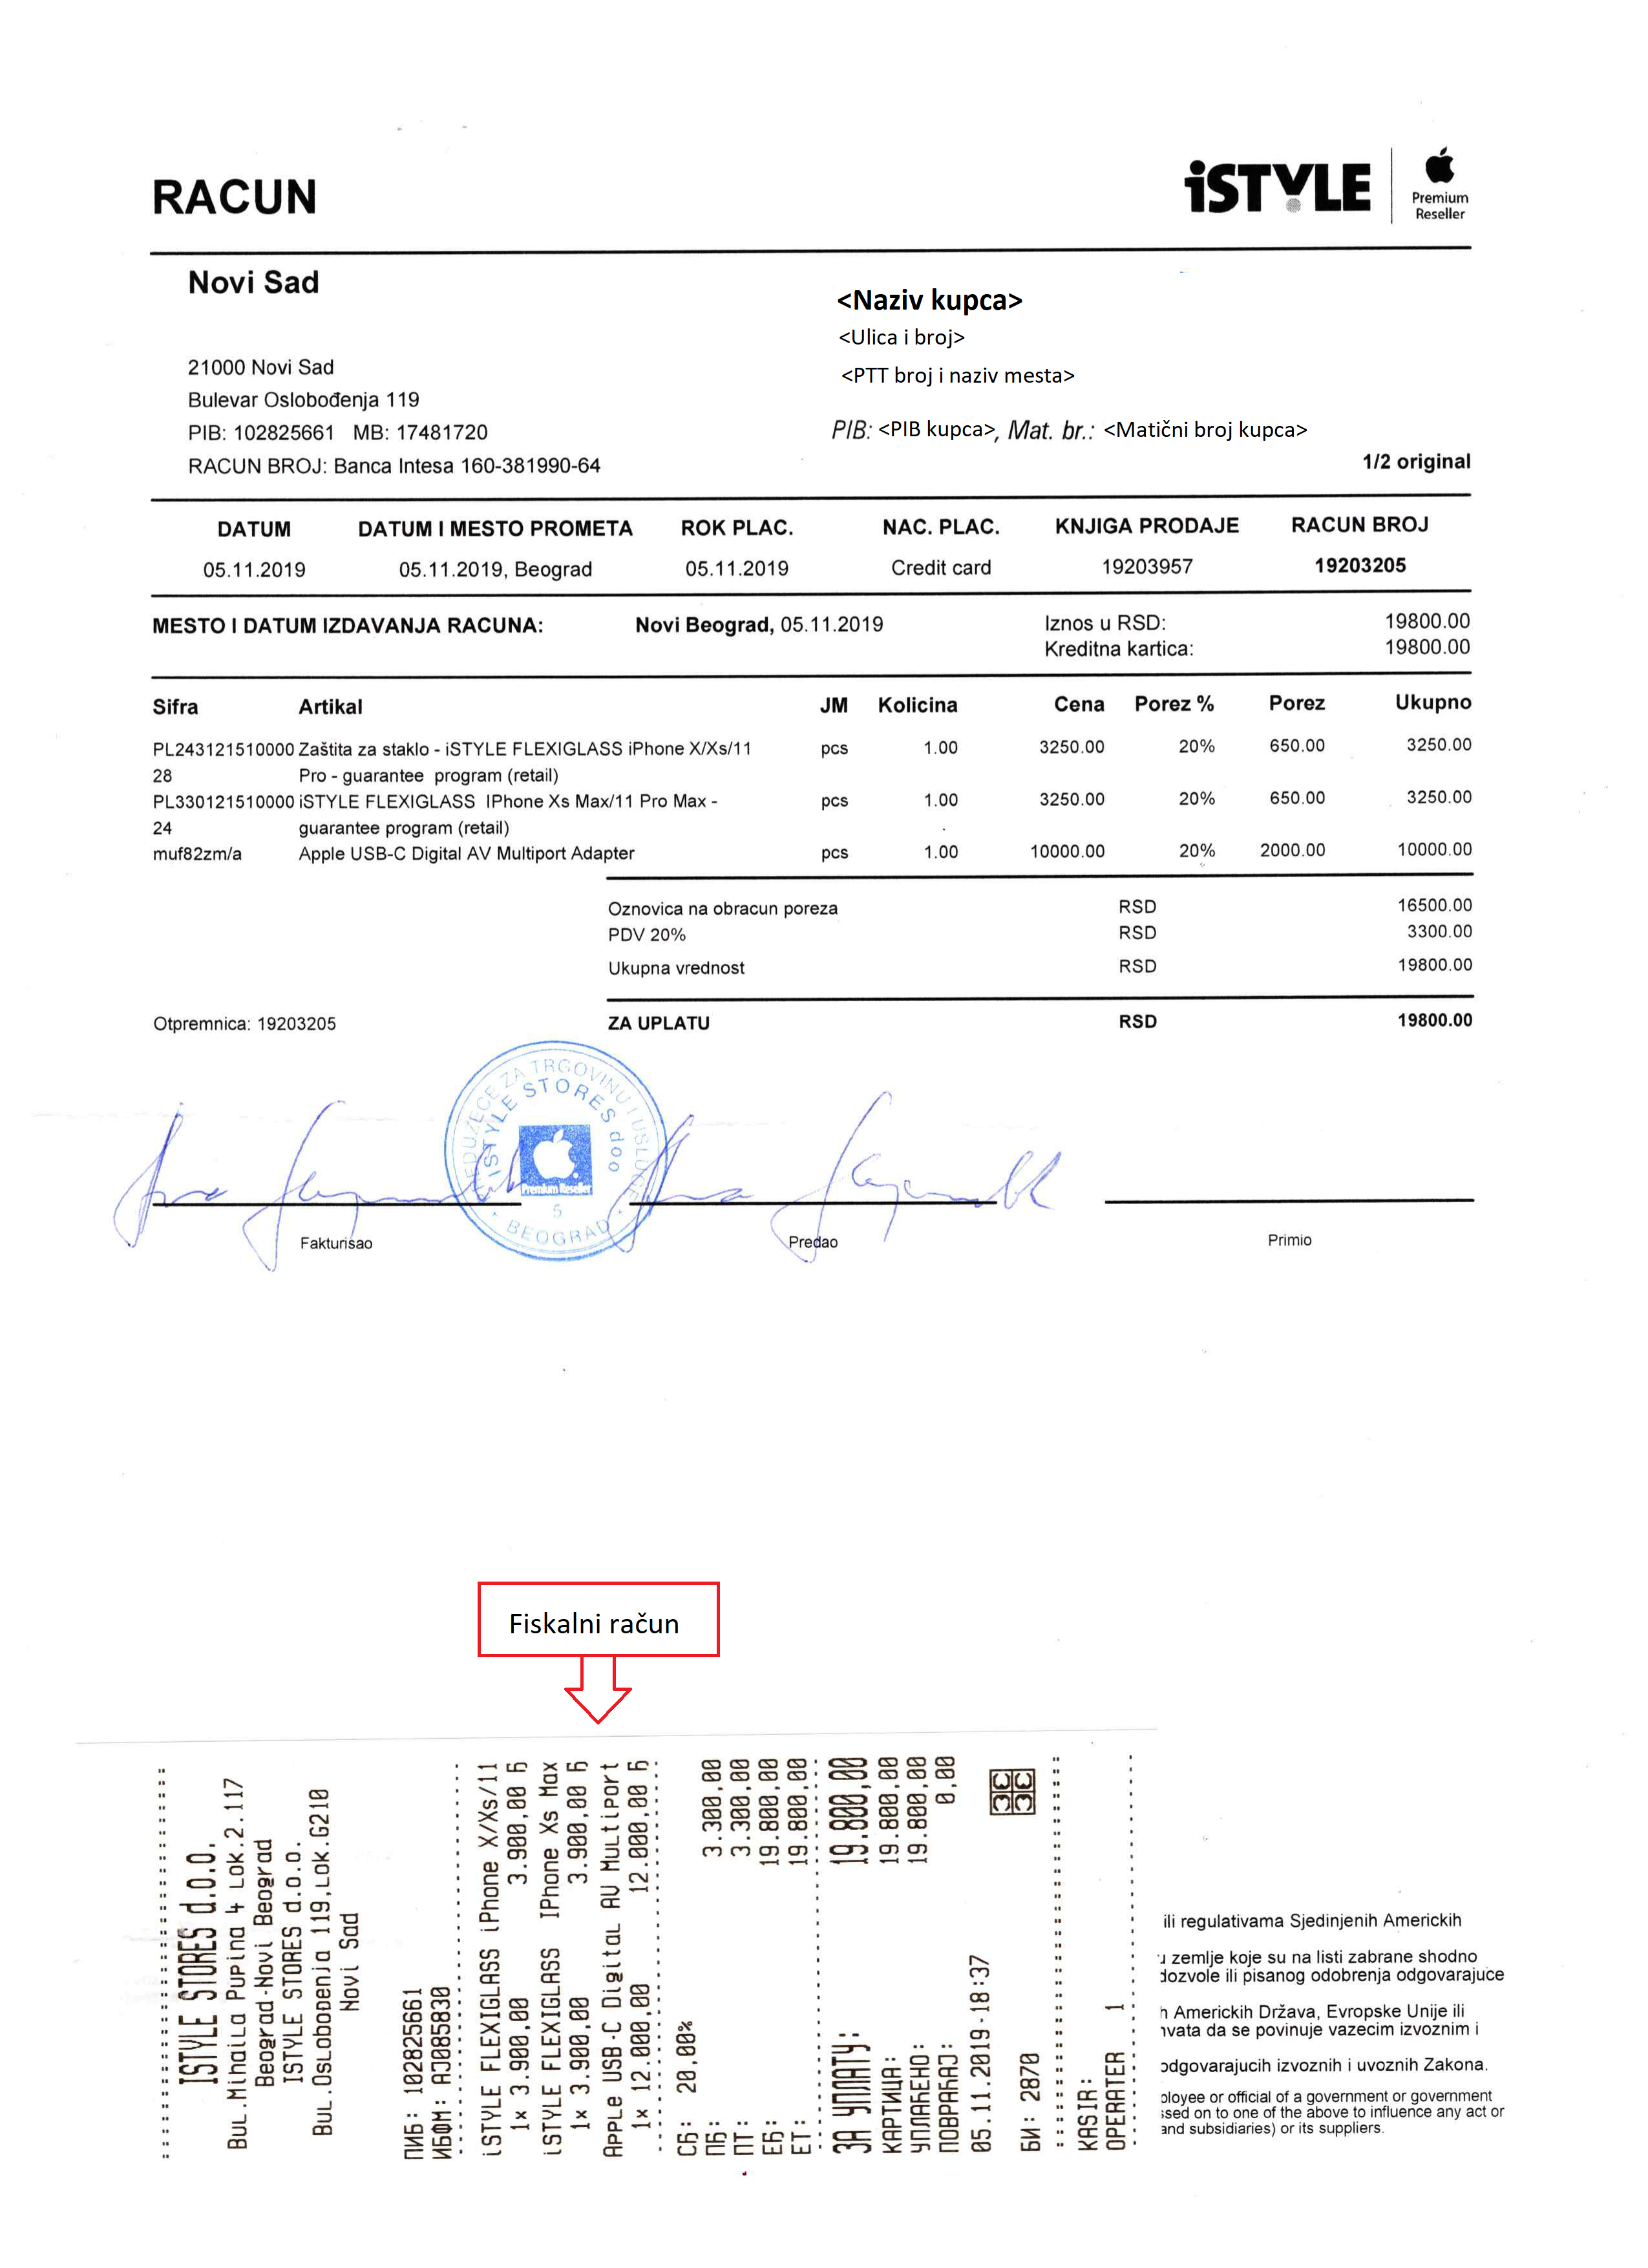 RACUN
iSTYLE
Premium
Reseller
Novi Sad
21000 Novi Sad
Bulevar Oslobođenja 119
PIB: 102825661 MB: 17481720
RACUN BROJ: Banca Intesa 160-381990-64
<Naziv kupca>
<Ulica i broj>
<PTT broj i naziv mesta>
PIB: <PIB kupca>, Mat. br.: <Matični broj kupca>
1/2 original
DATUM DATUM I MESTO PROMETA ROK PLAC. NAC. PLAC. KNJIGA PRODAJE RACUN BROJ
05.11.2019 05.11.2019, Beograd 05.11.2019 Credit card 19203957 19203205
MESTO I DATUM IZDAVANJA RACUNA: Novi Beograd, 05.11.2019
Iznos u RSD: 19800.00
Kreditna kartica: 19800.00
Sifra Artikal JM Kolicina Cena Porez % Porez Ukupno
PL243121510000 Zaštita za staklo - iSTYLE FLEXIGLASS iPhone X/Xs/11 pcs 1.00 3250.00 20% 650.00 3250.00
28 Pro - guarantee program (retail)
PL330121510000 iSTYLE FLEXIGLASS IPhone Xs Max/11 Pro Max - pcs 1.00 3250.00 20% 650.00 3250.00
24 guarantee program (retail)
muf82zm/a Apple USB-C Digital AV Multiport Adapter pcs 1.00 10000.00 20% 2000.00 10000.00
Oznovica na obracun poreza RSD 16500.00
PDV 20% RSD 3300.00
Ukupna vrednost RSD 19800.00
Otpremnica: 19203205
ZA UPLATU RSD 19800.00
ZA TRGOVINU I USLUGE
iSTYLE STORES doo
Premium Reseller
5
BEOGRAD
Fakturisao Predao Primio
Fiskalni račun
ISTYLE STORES d.o.o.
Bul.Mihaila Pupina 4 Lok.2.117
Beograd-Novi Beograd
ISTYLE STORES d.o.o.
Bul.Oslobođenja 119,Lok.G210
Novi Sad
ПИБ: 102825661
ИБФМ: AJ085830
iSTYLE FLEXIGLASS iPhone X/Xs/11
1x 3.900,00 3.900,00 Б
iSTYLE FLEXIGLASS IPhone Xs Max
1x 3.900,00 3.900,00 Б
Apple USB-C Digital AV Multiport
1x 12.000,00 12.000,00 Б
СБ: 20,00%
ПБ: 3.300,00
ПТ: 3.300,00
ЕБ: 19.800,00
ЕТ: 19.800,00
ЗА УПЛАТУ: 19.800,00
КАРТИЦА: 19.800,00
УПЛАЋЕНО: 19.800,00
ПОВРАЋАЈ: 0,00
05.11.2019-18:37
БИ: 2870
KASIR:
OPERATER 1
ili regulativama Sjedinjenih Americkih
zemlje koje su na listi zabrane shodno
dozvole ili pisanog odobrenja odgovarajuce
h Americkih Država, Evropske Unije ili
hvata da se povinuje vazecim izvoznim i
odgovarajucih izvoznih i uvoznih Zakona.
ployee or official of a government or government
ssed on to one of the above to influence any act or
and subsidiaries) or its suppliers.